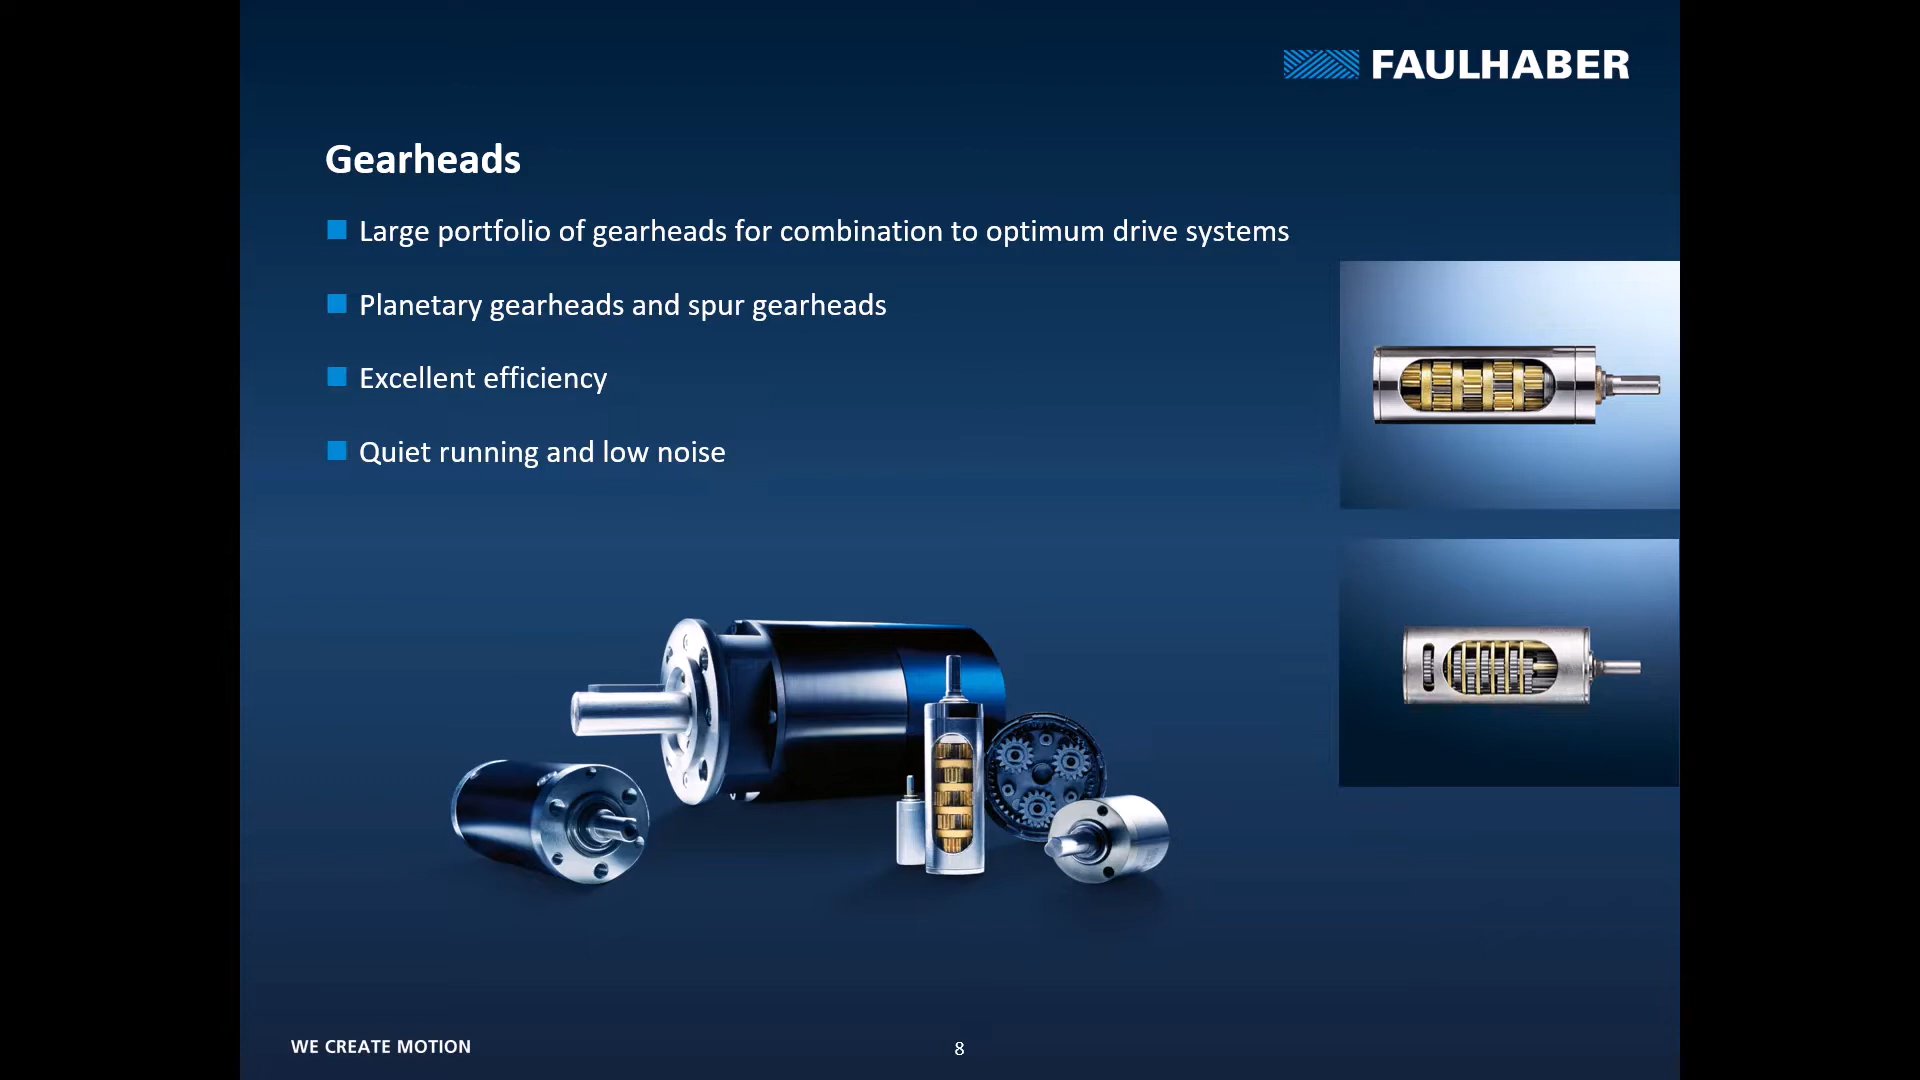 FAULHABER
Gearheads
Large portfolio of gearheads for combination to optimum drive systems
Planetary gearheads and spur gearheads
Excellent efficiency
Quiet running and low noise
WE CREATE MOTION
8